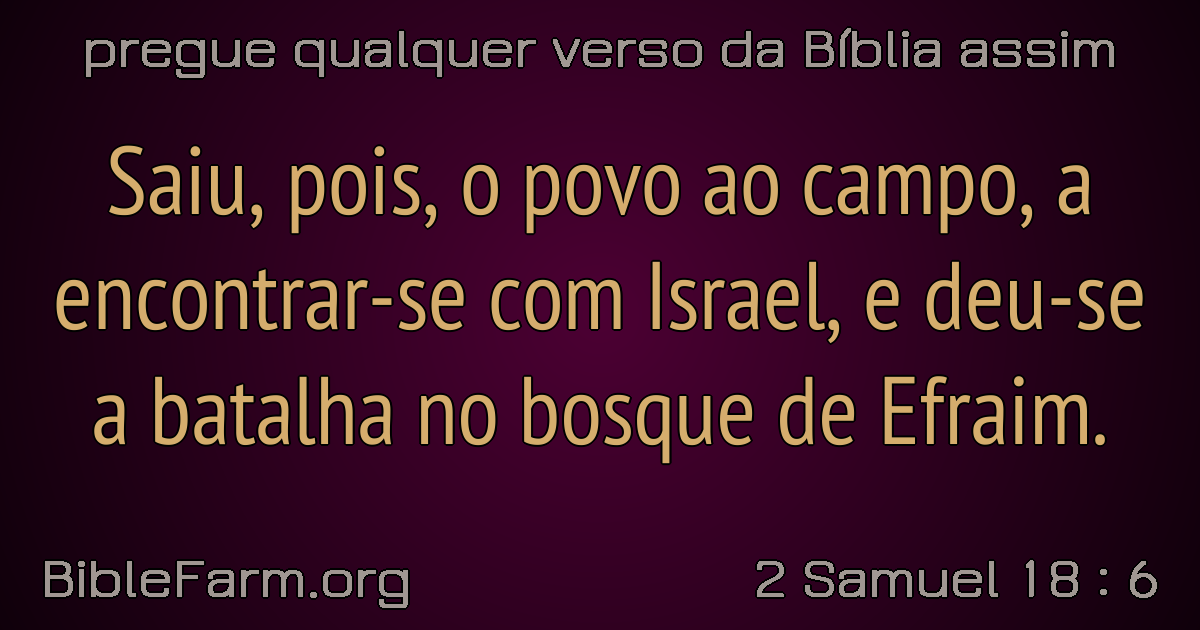 pregue qualquer verso da Bíblia assim
Saiu, pois, o povo ao campo, a
encontrar-se com Israel, e deu-se
a batalha no bosque de Efraim.
BibleFarm.org
2 Samuel 18 : 6